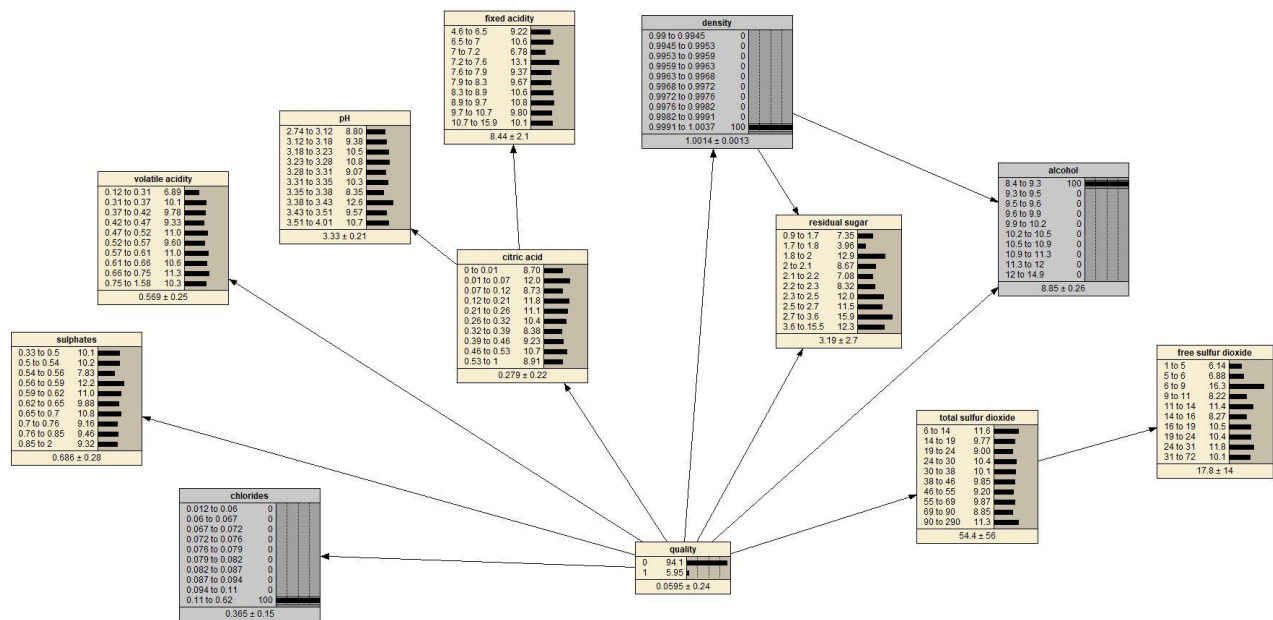 fixed acidity
4.6 to 6.5 9.22
6.5 to 7 10.6
7 to 7.2 6.78
7.2 to 7.6 13.1
7.6 to 7.9 9.37
7.9 to 8.3 9.67
8.3 to 8.9 10.6
8.9 to 9.7 10.8
9.7 to 10.7 9.80
10.7 to 15.9 10.1
8.44 ± 2.1
density
0.99 to 0.9945 0
0.9945 to 0.9953 0
0.9953 to 0.9959 0
0.9959 to 0.9963 0
0.9963 to 0.9968 0
0.9968 to 0.9972 0
0.9972 to 0.9976 0
0.9976 to 0.9982 0
0.9982 to 0.9991 0
0.9991 to 1.0037 100
1.0014 ± 0.0013
pH
2.74 to 3.12 8.80
3.12 to 3.18 9.38
3.18 to 3.23 10.5
3.23 to 3.28 10.8
3.28 to 3.31 9.07
3.31 to 3.35 10.3
3.35 to 3.38 8.35
3.38 to 3.43 12.6
3.43 to 3.51 9.57
3.51 to 4.01 10.7
3.33 ± 0.21
alcohol
8.4 to 9.3 100
9.3 to 9.5 0
9.5 to 9.6 0
9.6 to 9.9 0
9.9 to 10.2 0
10.2 to 10.5 0
10.5 to 10.9 0
10.9 to 11.3 0
11.3 to 12 0
12 to 14.9 0
8.85 ± 0.26
volatile acidity
0.12 to 0.31 6.89
0.31 to 0.37 10.1
0.37 to 0.42 9.78
0.42 to 0.47 9.33
0.47 to 0.52 11.0
0.52 to 0.57 9.60
0.57 to 0.61 11.0
0.61 to 0.66 10.6
0.66 to 0.75 11.3
0.75 to 1.58 10.3
0.569 ± 0.25
residual sugar
0.9 to 1.7 7.35
1.7 to 1.8 3.96
1.8 to 2 12.9
2 to 2.1 8.67
2.1 to 2.2 7.08
2.2 to 2.3 8.32
2.3 to 2.5 12.0
2.5 to 2.7 11.5
2.7 to 3.6 15.9
3.6 to 15.5 12.3
3.19 ± 2.7
citric acid
0 to 0.01 8.70
0.01 to 0.07 12.0
0.07 to 0.12 8.73
0.12 to 0.21 11.8
0.21 to 0.26 11.1
0.26 to 0.32 10.4
0.32 to 0.39 8.38
0.39 to 0.46 9.23
0.46 to 0.53 10.7
0.53 to 1 8.91
0.279 ± 0.22
sulphates
0.33 to 0.5 10.1
0.5 to 0.54 10.2
0.54 to 0.56 7.83
0.56 to 0.59 12.2
0.59 to 0.62 11.0
0.62 to 0.65 9.88
0.65 to 0.7 10.8
0.7 to 0.76 9.16
0.76 to 0.85 9.46
0.85 to 2 9.32
0.686 ± 0.28
free sulfur dioxide
1 to 5 6.14
5 to 6 6.88
6 to 9 16.3
9 to 11 8.22
11 to 14 11.4
14 to 16 8.27
16 to 19 10.5
19 to 24 10.4
24 to 31 11.8
31 to 72 10.1
17.8 ± 14
total sulfur dioxide
6 to 14 11.6
14 to 19 9.77
19 to 24 9.00
24 to 30 10.4
30 to 38 10.1
38 to 46 9.85
46 to 55 9.20
55 to 69 9.87
69 to 90 8.85
90 to 290 11.3
54.4 ± 56
chlorides
0.012 to 0.06 0
0.06 to 0.067 0
0.067 to 0.072 0
0.072 to 0.076 0
0.076 to 0.079 0
0.079 to 0.082 0
0.082 to 0.087 0
0.087 to 0.094 0
0.094 to 0.11 0
0.11 to 0.62 100
0.365 ± 0.15
quality
0 94.1
1 5.95
0.0595 ± 0.24